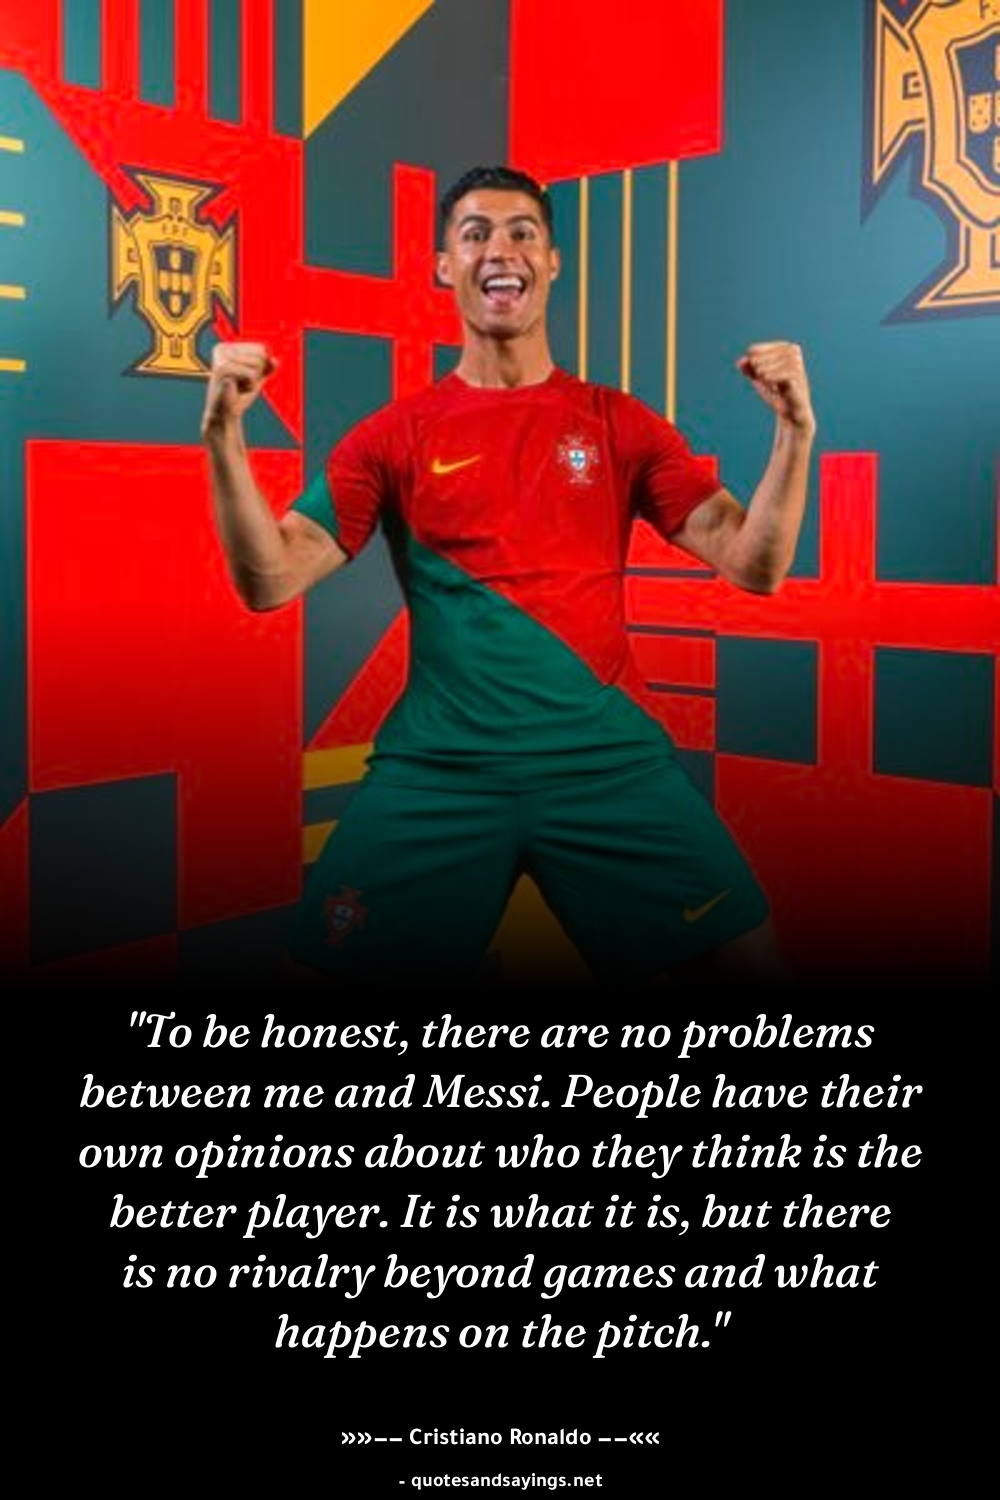 "To be honest, there are no problems
between me and Messi. People have their
own opinions about who they think is the
better player. It is what it is, but there
is no rivalry beyond games and what
happens on the pitch."
»»–– Cristiano Ronaldo ––««
- quotesandsayings.net